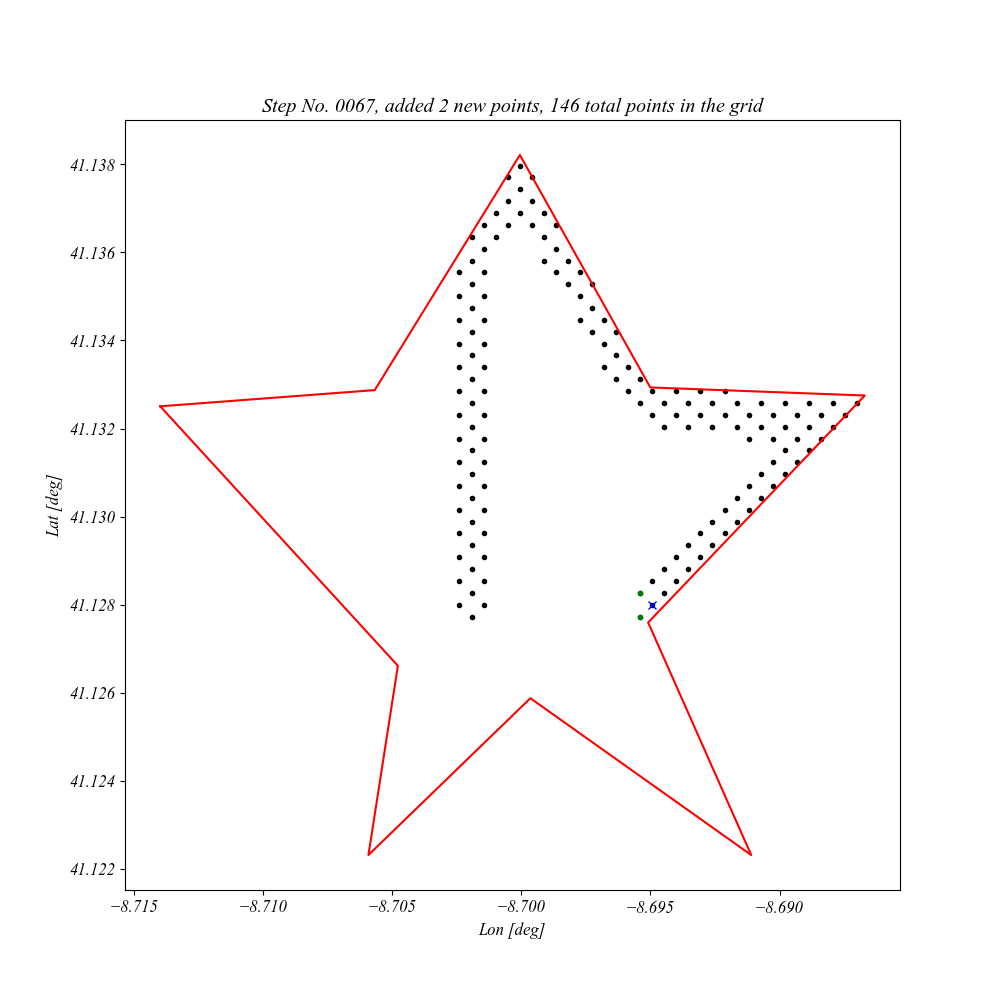 Step No. 0067, added 2 new points, 146 total points in the grid
41.138
41.136
41.134
41.132
41.130
41.128
41.126
41.124
41.122
Lat [deg]
−8.715 −8.710 −8.705 −8.700 −8.695 −8.690
Lon [deg]